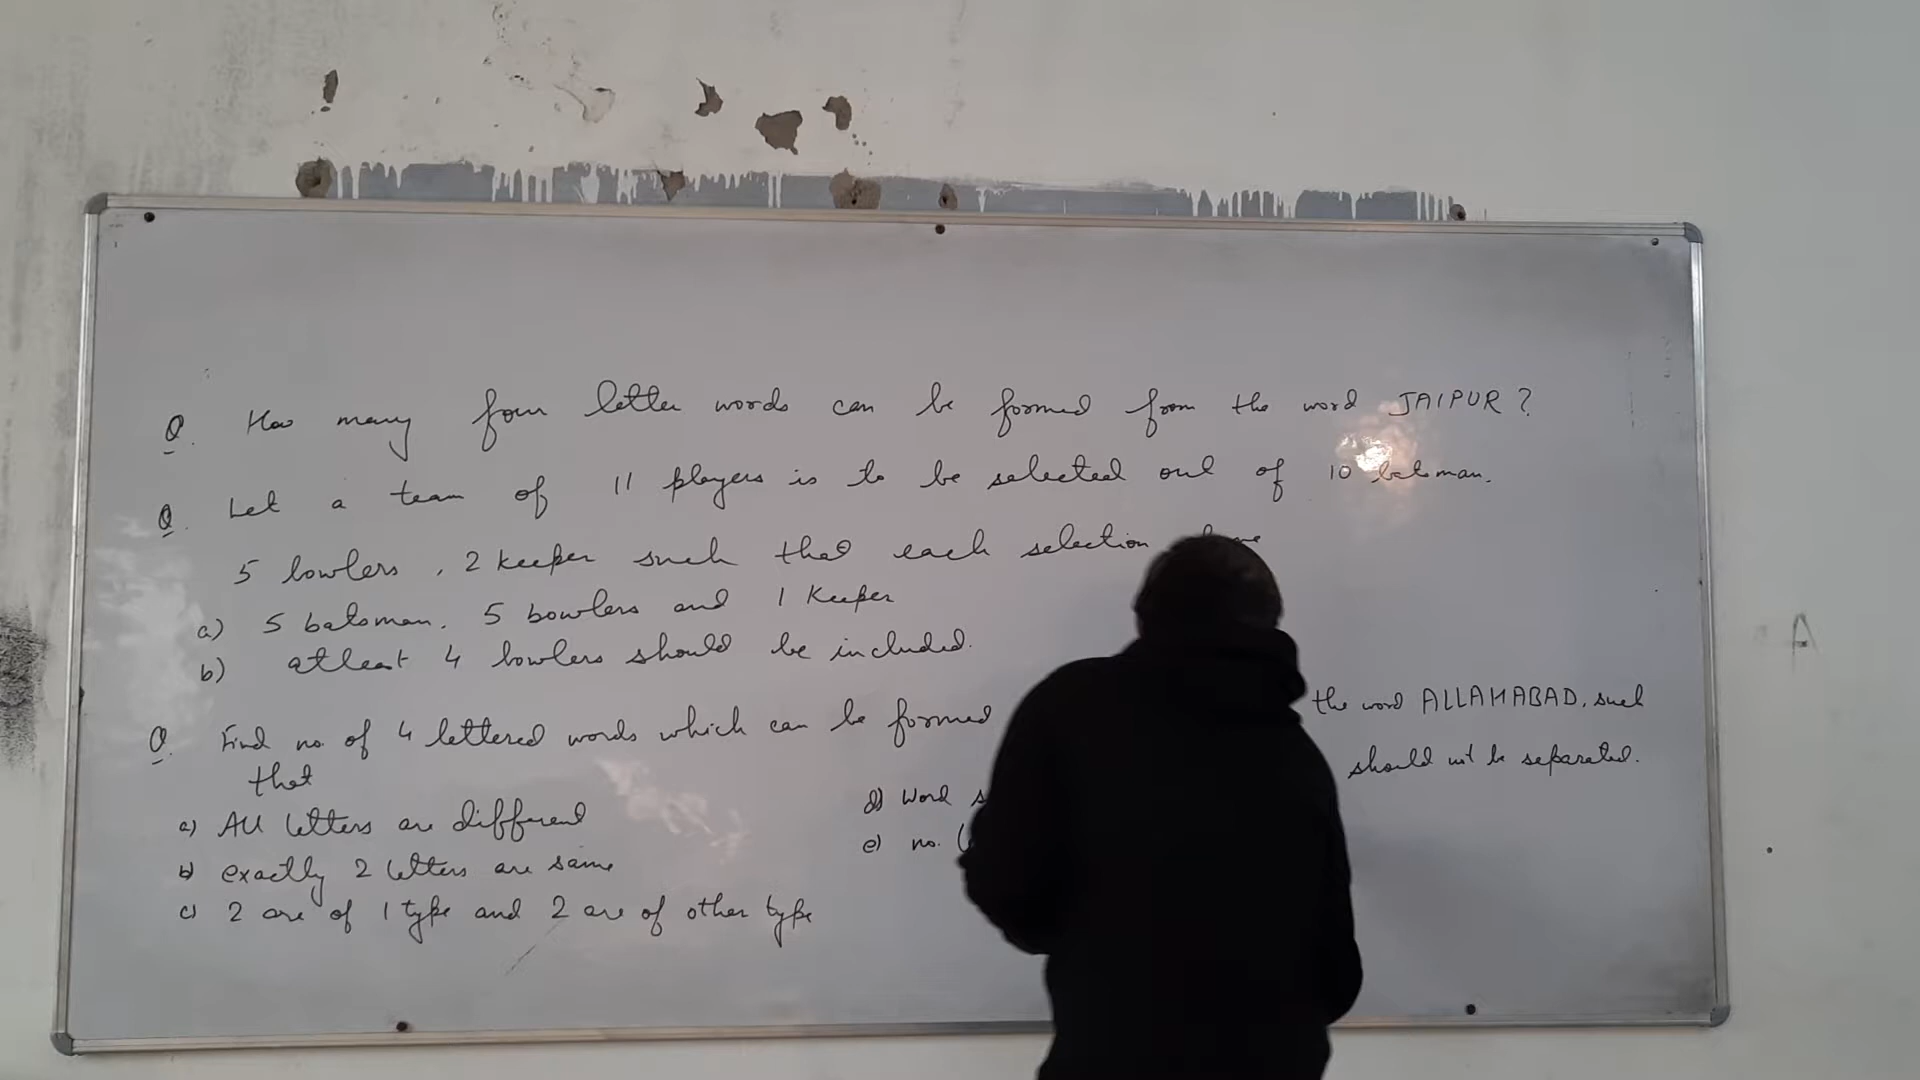 Q. How many four letter words can be formed from the word JAIPUR?
Q. Let a team of 11 players is to be selected out of 10 batsman,
5 bowlers, 2 keeper such that each selection
a) 5 batsman, 5 bowlers and 1 Keeper
b) atleast 4 bowlers should be included.
Q. Find no. of 4 lettered words which can be formed the word ALLAHABAD, such
that
a) All letters are different
b) exactly 2 letters are same
c) 2 are of 1 type and 2 are of other type
d) Word should not be separated.
e) no.
A